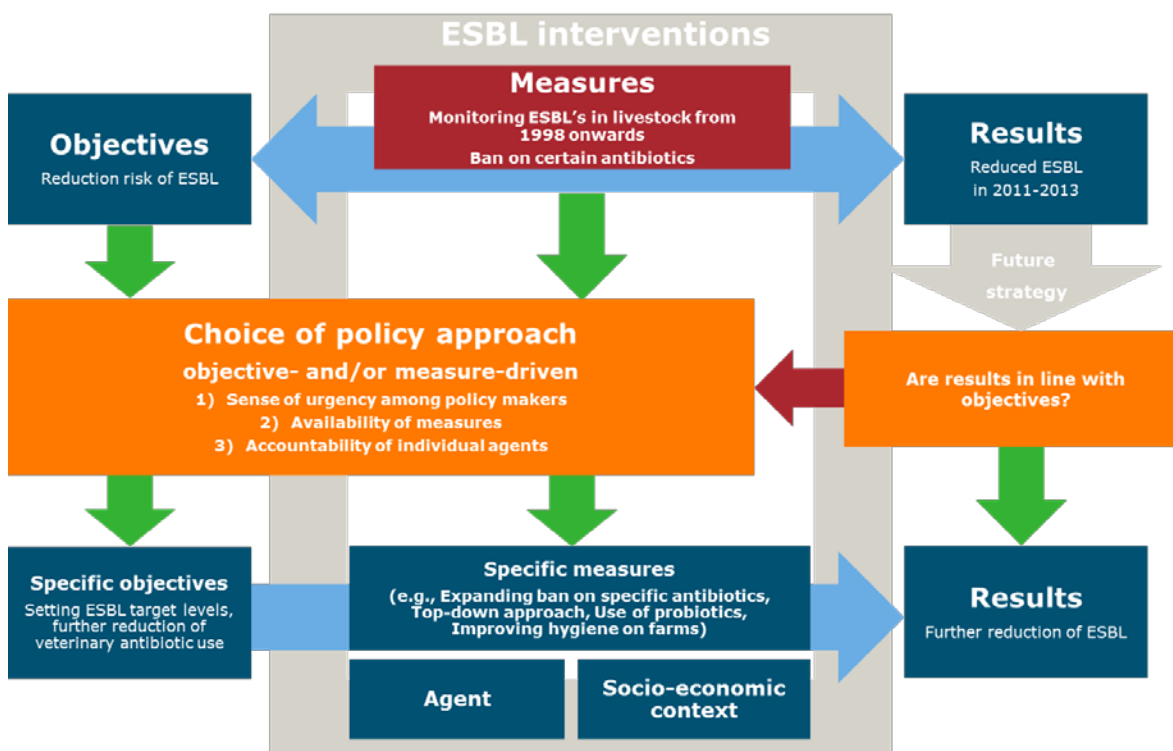 ESBL interventions
Measures
Monitoring ESBL's in livestock from
1998 onwards
Ban on certain antibiotics
Objectives
Reduction risk of ESBL
Results
Reduced ESBL
in 2011-2013
Future
strategy
Choice of policy approach
objective- and/or measure-driven
1) Sense of urgency among policy makers
2) Availability of measures
3) Accountability of individual agents
Are results in line with
objectives?
Specific objectives
Setting ESBL target levels,
further reduction of
veterinary antibiotic use
Specific measures
(e.g., Expanding ban on specific antibiotics,
Top-down approach, Use of probiotics,
Improving hygiene on farms)
Results
Further reduction of ESBL
Agent
Socio-economic
context